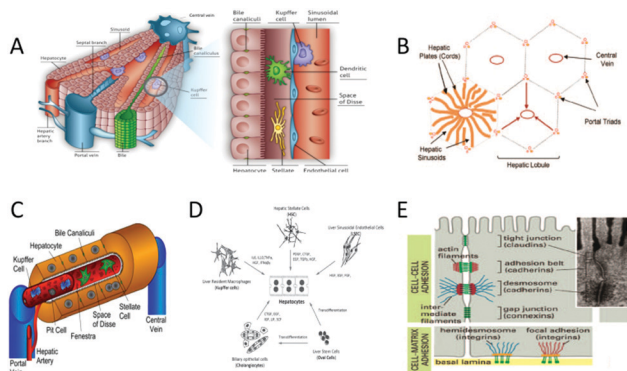 A
Central vein
Septal branch
Sinusoid
Hepatocyte
Bile
canaliculus
Kupffer
cell
Hepatic
artery
branch
Portal vein
Bile
Bile
canaliculi
Kupffer
cell
Sinusoidal
lumen
Dendritic
cell
Space of
Disse
Hepatocyte
Stellate
Endothelial cell
B
Hepatic
Plates (Cords)
Central
Vein
Portal
Triads
Hepatic
Sinusoids
Hepatic Lobule
C
Bile Canaliculi
Hepatocyte
Kupffer
Cell
Stellate
Cell
Space of
Disse
Fenestra
Pit Cell
Central
Vein
Hepatic
Artery
Portal
D
Hepatic Stellate Cells
(HSC)
Liver Sinusoidal Endothelial Cells
Liver Resident Macrophages
(Kupffer cells)
Hepatocytes
Transdifferentiation
Biliary epithelial cells
(Cholangiocytes)
Transdifferentiation
Liver Stem Cells
(Oval Cells)
E
CELL-CELL
ADHESION
CELL-MATRIX
ADHESION
actin
filaments
inter-
mediate
filaments
tight junction
(claudins)
adhesion belt
(cadherins)
desmosome
(cadherins)
gap junction
(connexins)
hemidesmosome
(integrins)
focal adhesion
(integrins)
basal lamina